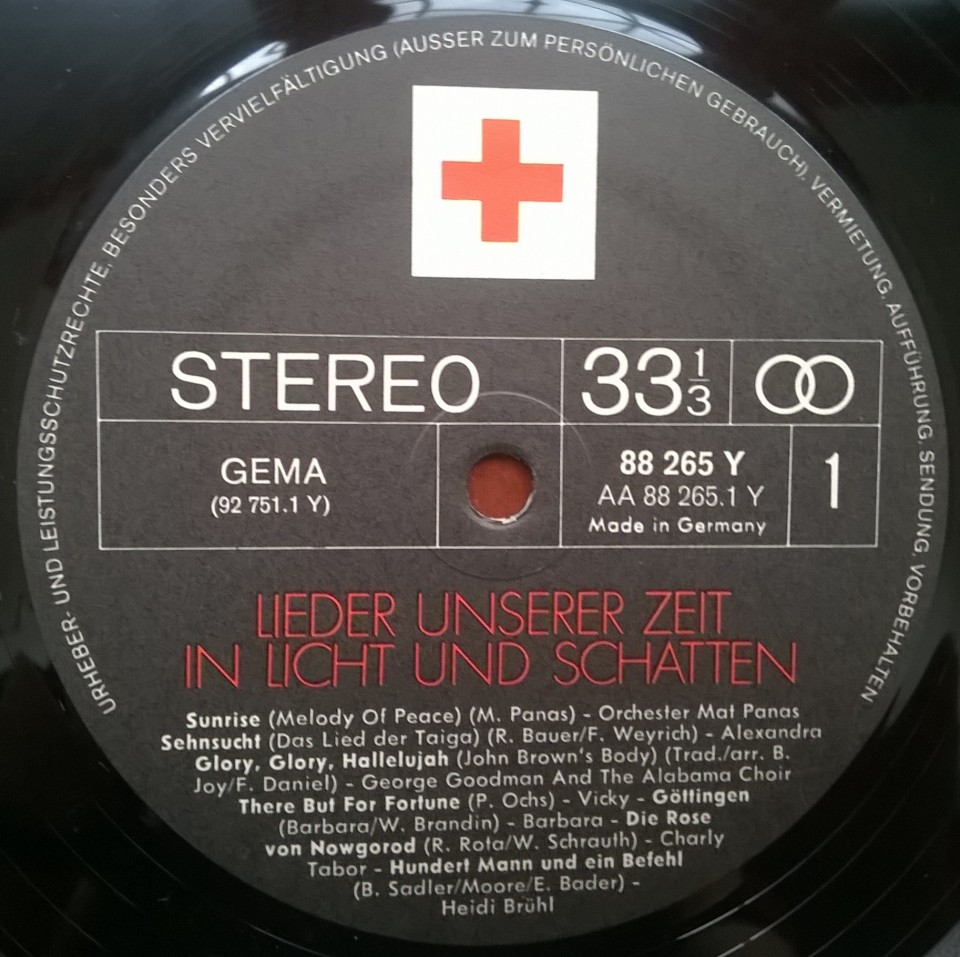 URHEBER- UND LEISTUNGSSCHUTZRECHTE, BESONDERS VERVIELFÄLTIGUNG (AUSSER ZUM PERSÖNLICHEN GEBRAUCH), VERMIETUNG, AUFFÜHRUNG, SENDUNG, VORBEHALTEN
STEREO 33 1/3
GEMA
(92 751.1 Y)
88 265 Y
AA 88 265.1 Y
Made in Germany
1
LIEDER UNSERER ZEIT
IN LICHT UND SCHATTEN
Sunrise (Melody Of Peace) (M. Panas) - Orchester Mat Panas
Sehnsucht (Das Lied der Taiga) (R. Bauer/F. Weyrich) - Alexandra
Glory, Glory, Hallelujah (John Brown's Body) (Trad./arr. B.
Joy/F. Daniel) - George Goodman And The Alabama Choir
There But For Fortune (P. Ochs) - Vicky - Göttingen
(Barbara/W. Brandin) - Barbara - Die Rose
von Nowgorod (R. Rota/W. Schrauth) - Charly
Tabor - Hundert Mann und ein Befehl
(B. Sadler/Moore/E. Bader) -
Heidi Brühl